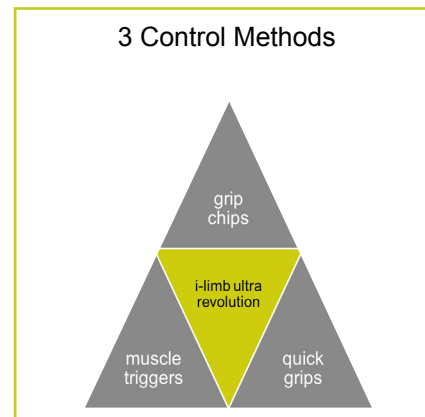 3 Control Methods
grip
chips
i-limb ultra
revolution
muscle
triggers
quick
grips